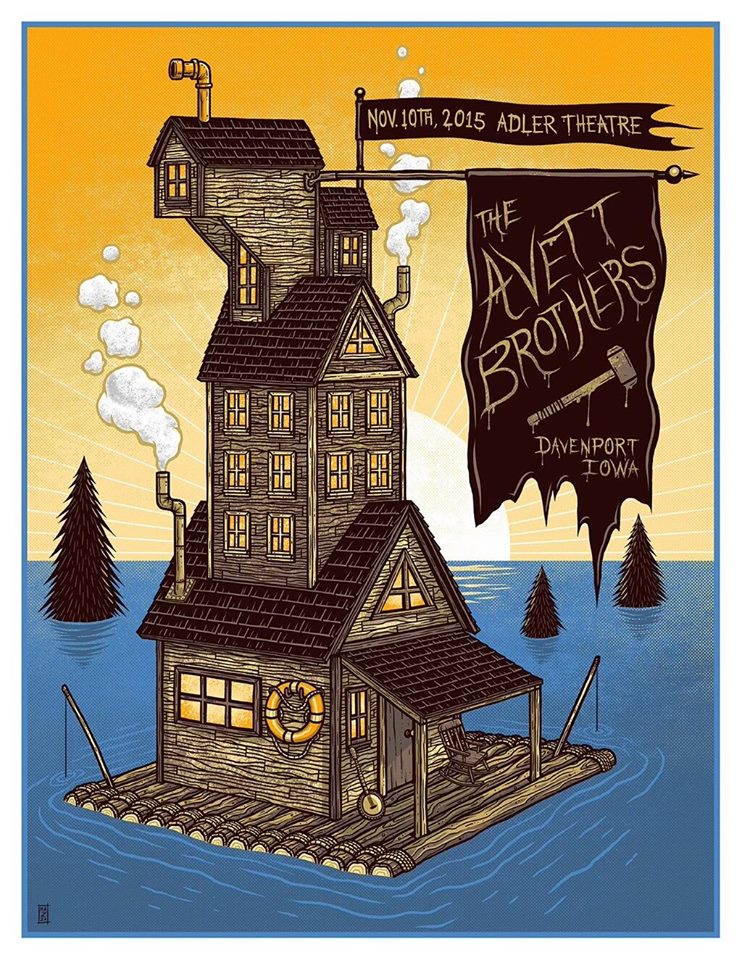 NOV. 10TH, 2015 ADLER THEATRE
THE
AVETT
BROTHERS
DAVENPORT
IOWA